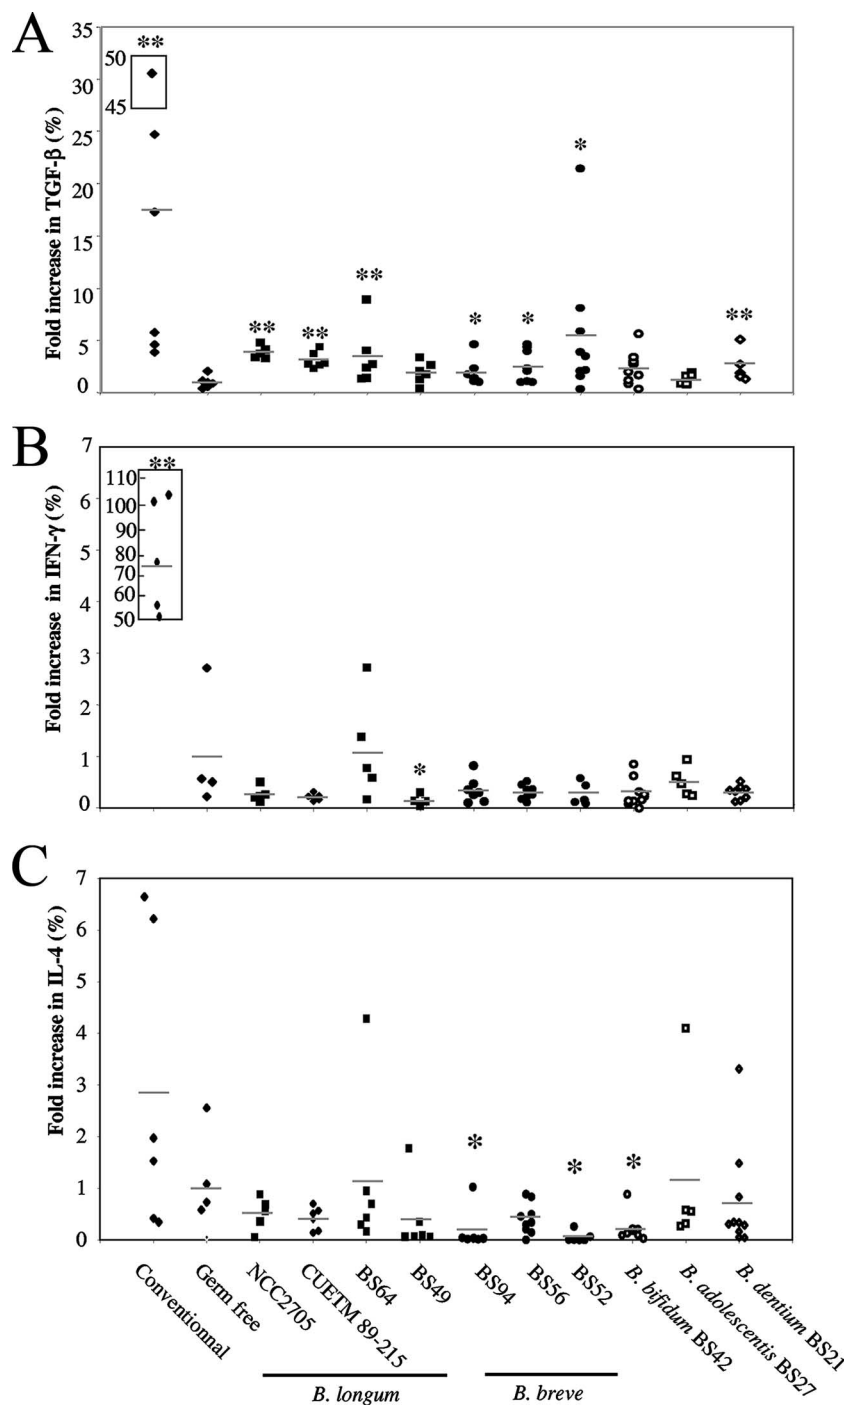 A
Fold increase in TGF-β (%)
35
30
25
20
15
10
5
0
50
45
**
**
**
**
*
*
*
**
B
Fold increase in IFN-γ (%)
7
6
5
4
3
2
1
0
**
110
100
90
80
70
60
50
*
C
Fold increase in IL-4 (%)
7
6
5
4
3
2
1
0
*
*
*
Conventionnal
Germ free
NCC2705
CUETM 89-215
BS64
BS49
BS94
BS56
BS52
B. bifidum BS42
B. adolescentis BS27
B. dentium BS21
B. longum
B. breve